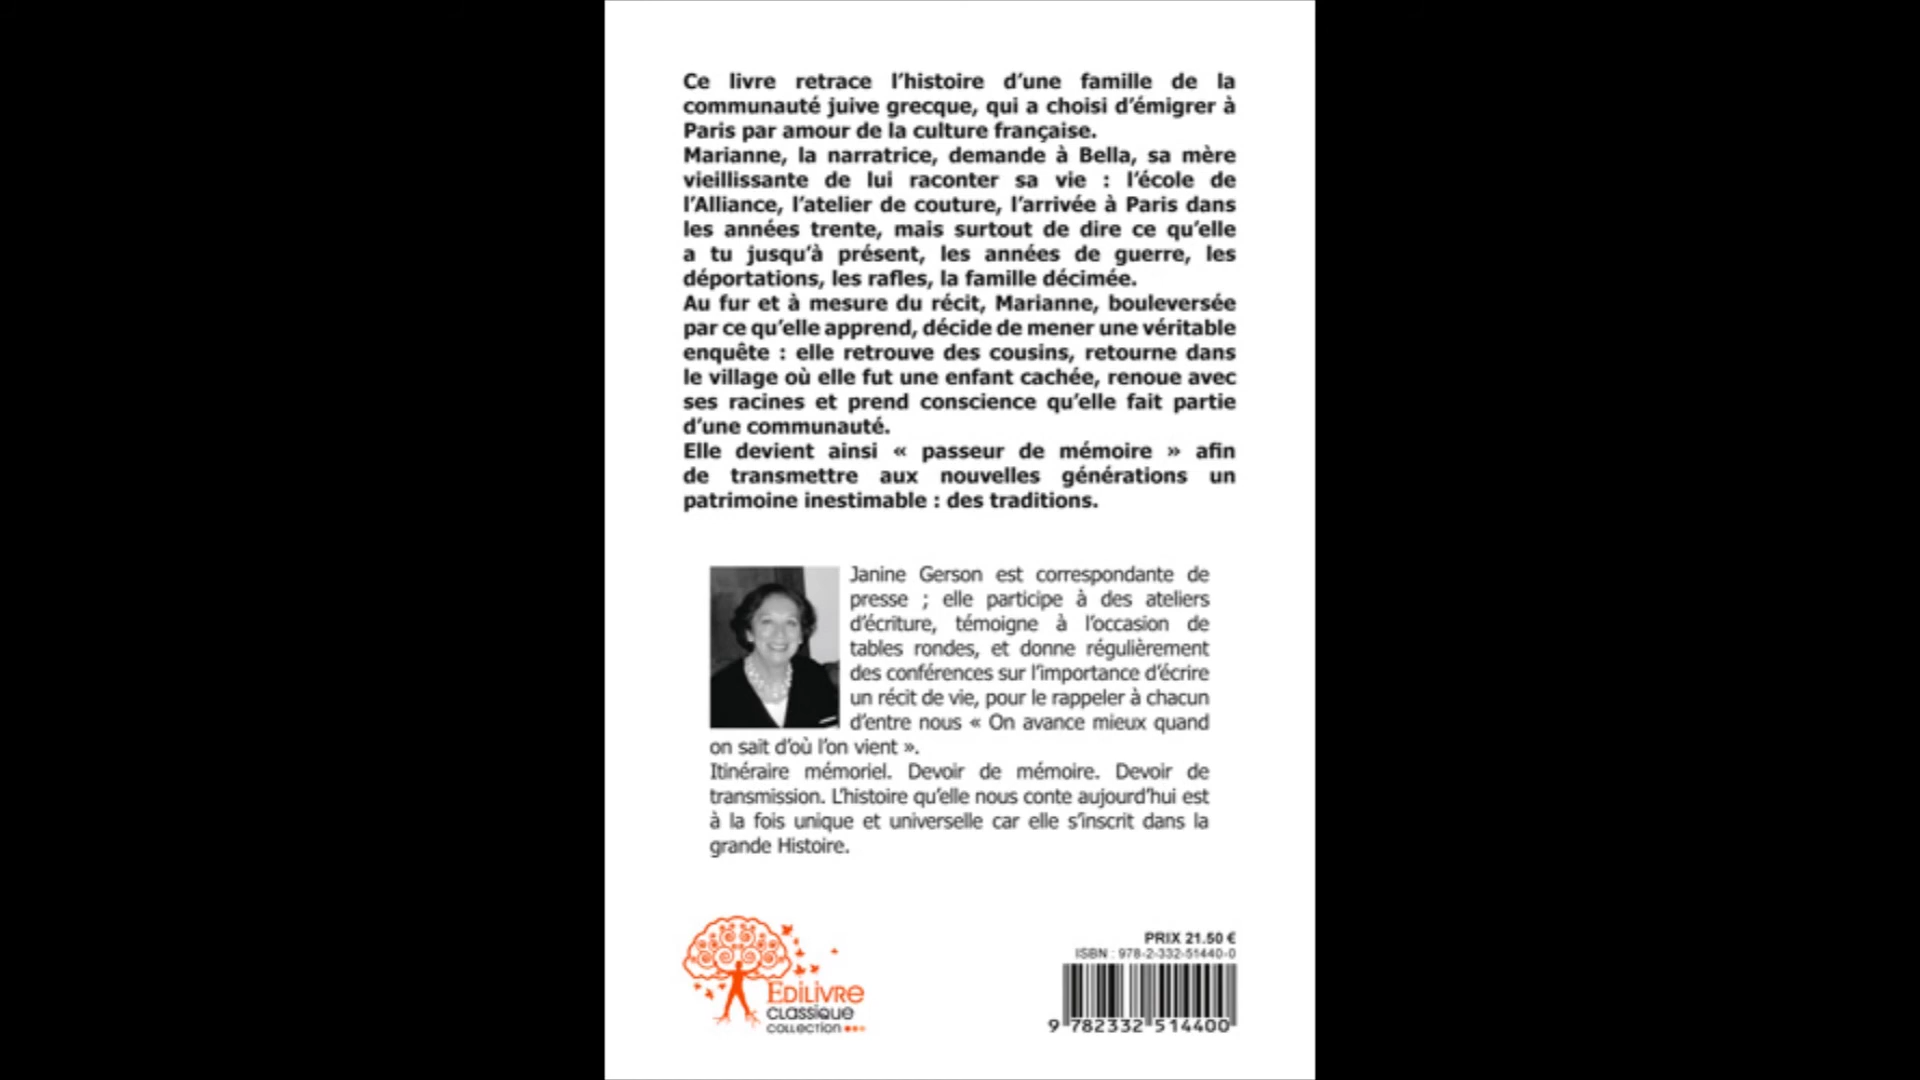 Ce livre retrace l’histoire d’une famille de la
communauté juive grecque, qui a choisi d’émigrer à
Paris par amour de la culture française.
Marianne, la narratrice, demande à Bella, sa mère
vieillissante de lui raconter sa vie : l’école de
l’Alliance, l’atelier de couture, l’arrivée à Paris dans
les années trente, mais surtout de dire ce qu’elle
a tu jusqu’à présent, les années de guerre, les
déportations, les rafles, la famille décimée.
Au fur et à mesure du récit, Marianne, bouleversée
par ce qu’elle apprend, décide de mener une véritable
enquête : elle retrouve des cousins, retourne dans
le village où elle fut une enfant cachée, renoue avec
ses racines et prend conscience qu’elle fait partie
d’une communauté.
Elle devient ainsi « passeur de mémoire » afin
de transmettre aux nouvelles générations un
patrimoine inestimable : des traditions.
Janine Gerson est correspondante de
presse ; elle participe à des ateliers
d’écriture, témoigne à l’occasion de
tables rondes, et donne régulièrement
des conférences sur l’importance d’écrire
un récit de vie, pour le rappeler à chacun
d’entre nous « On avance mieux quand
on sait d’où l’on vient ».
Itinéraire mémoriel. Devoir de mémoire. Devoir de
transmission. L’histoire qu’elle nous conte aujourd’hui est
à la fois unique et universelle car elle s’inscrit dans la
grande Histoire.
EDILIVRE
CLASSIQUE
COLLECTION
PRIX 21.50 €
ISBN : 978-2-332-51440-0
9 782332 514400